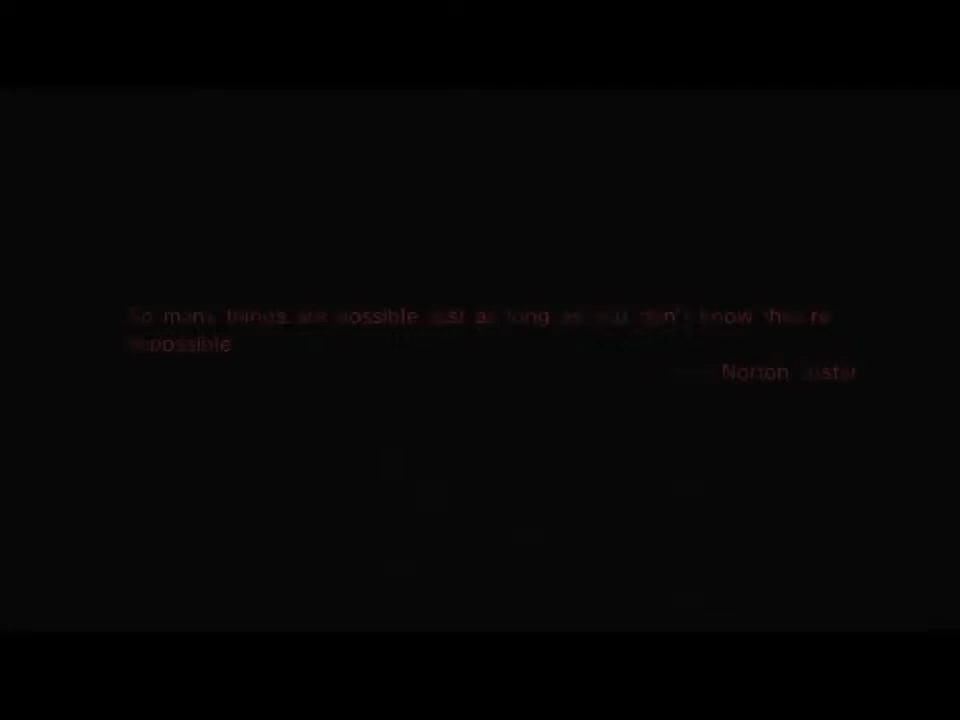 So many things are possible just as long as you don't know they're
impossible
Norton Juster